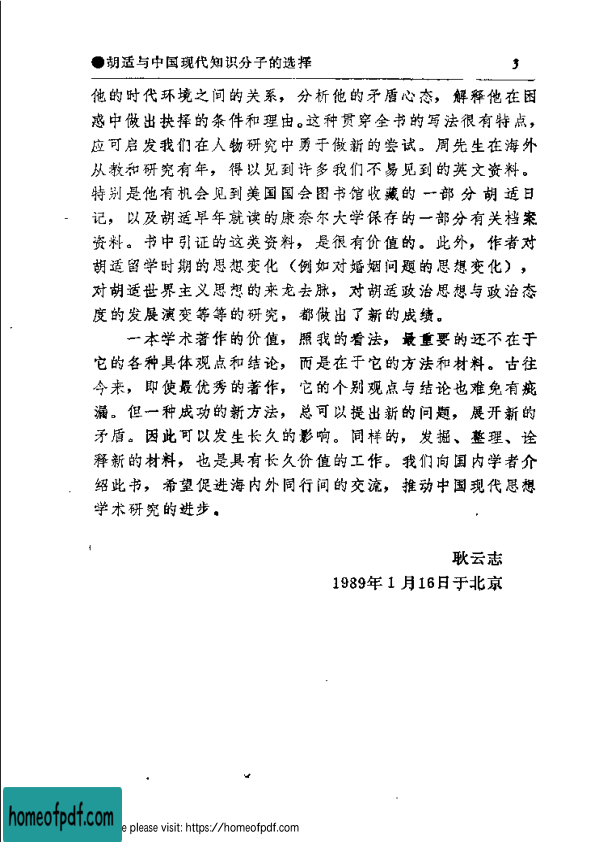 ●胡适与中国现代知识分子的选择 3
他的时代环境之间的关系，分析他的矛盾心态，解释他在困
惑中做出抉择的条件和理由。这种贯穿全书的写法很有特点，
应可启发我们在人物研究中勇于做新的尝试。周先生在海外
从教和研究有年，得以见到许多我们不易见到的英文资料。
特别是他有机会见到美国国会图书馆收藏的一部分胡适日
记，以及胡适早年就读的康奈尔大学保存的一部分有关档案
资料。书中引证的这类资料，是很有价值的。此外，作者对
胡适留学时期的思想变化（例如对婚姻问题的思想变化），
对胡适世界主义思想的来龙去脉，对胡适政治思想与政治态
度的发展演变等等的研究，都做出了新的成绩。
一本学术著作的价值，照我的看法，最重要的还不在于
它的各种具体观点和结论，而是在于它的方法和材料。古往
今来，即使最优秀的著作，它的个别观点与结论也难免有疵
漏。但一种成功的新方法，总可以提出新的问题，展开新的
矛盾。因此可以发生长久的影响。同样的，发掘、整理、诠
释新的材料，也是具有长久价值的工作。我们向国内学者介
绍此书，希望促进海内外同行间的交流，推动中国现代思想
学术研究的进步。
耿云志
1989年1月16日于北京
homeofpdf.com
e please visit: https://homeofpdf.com